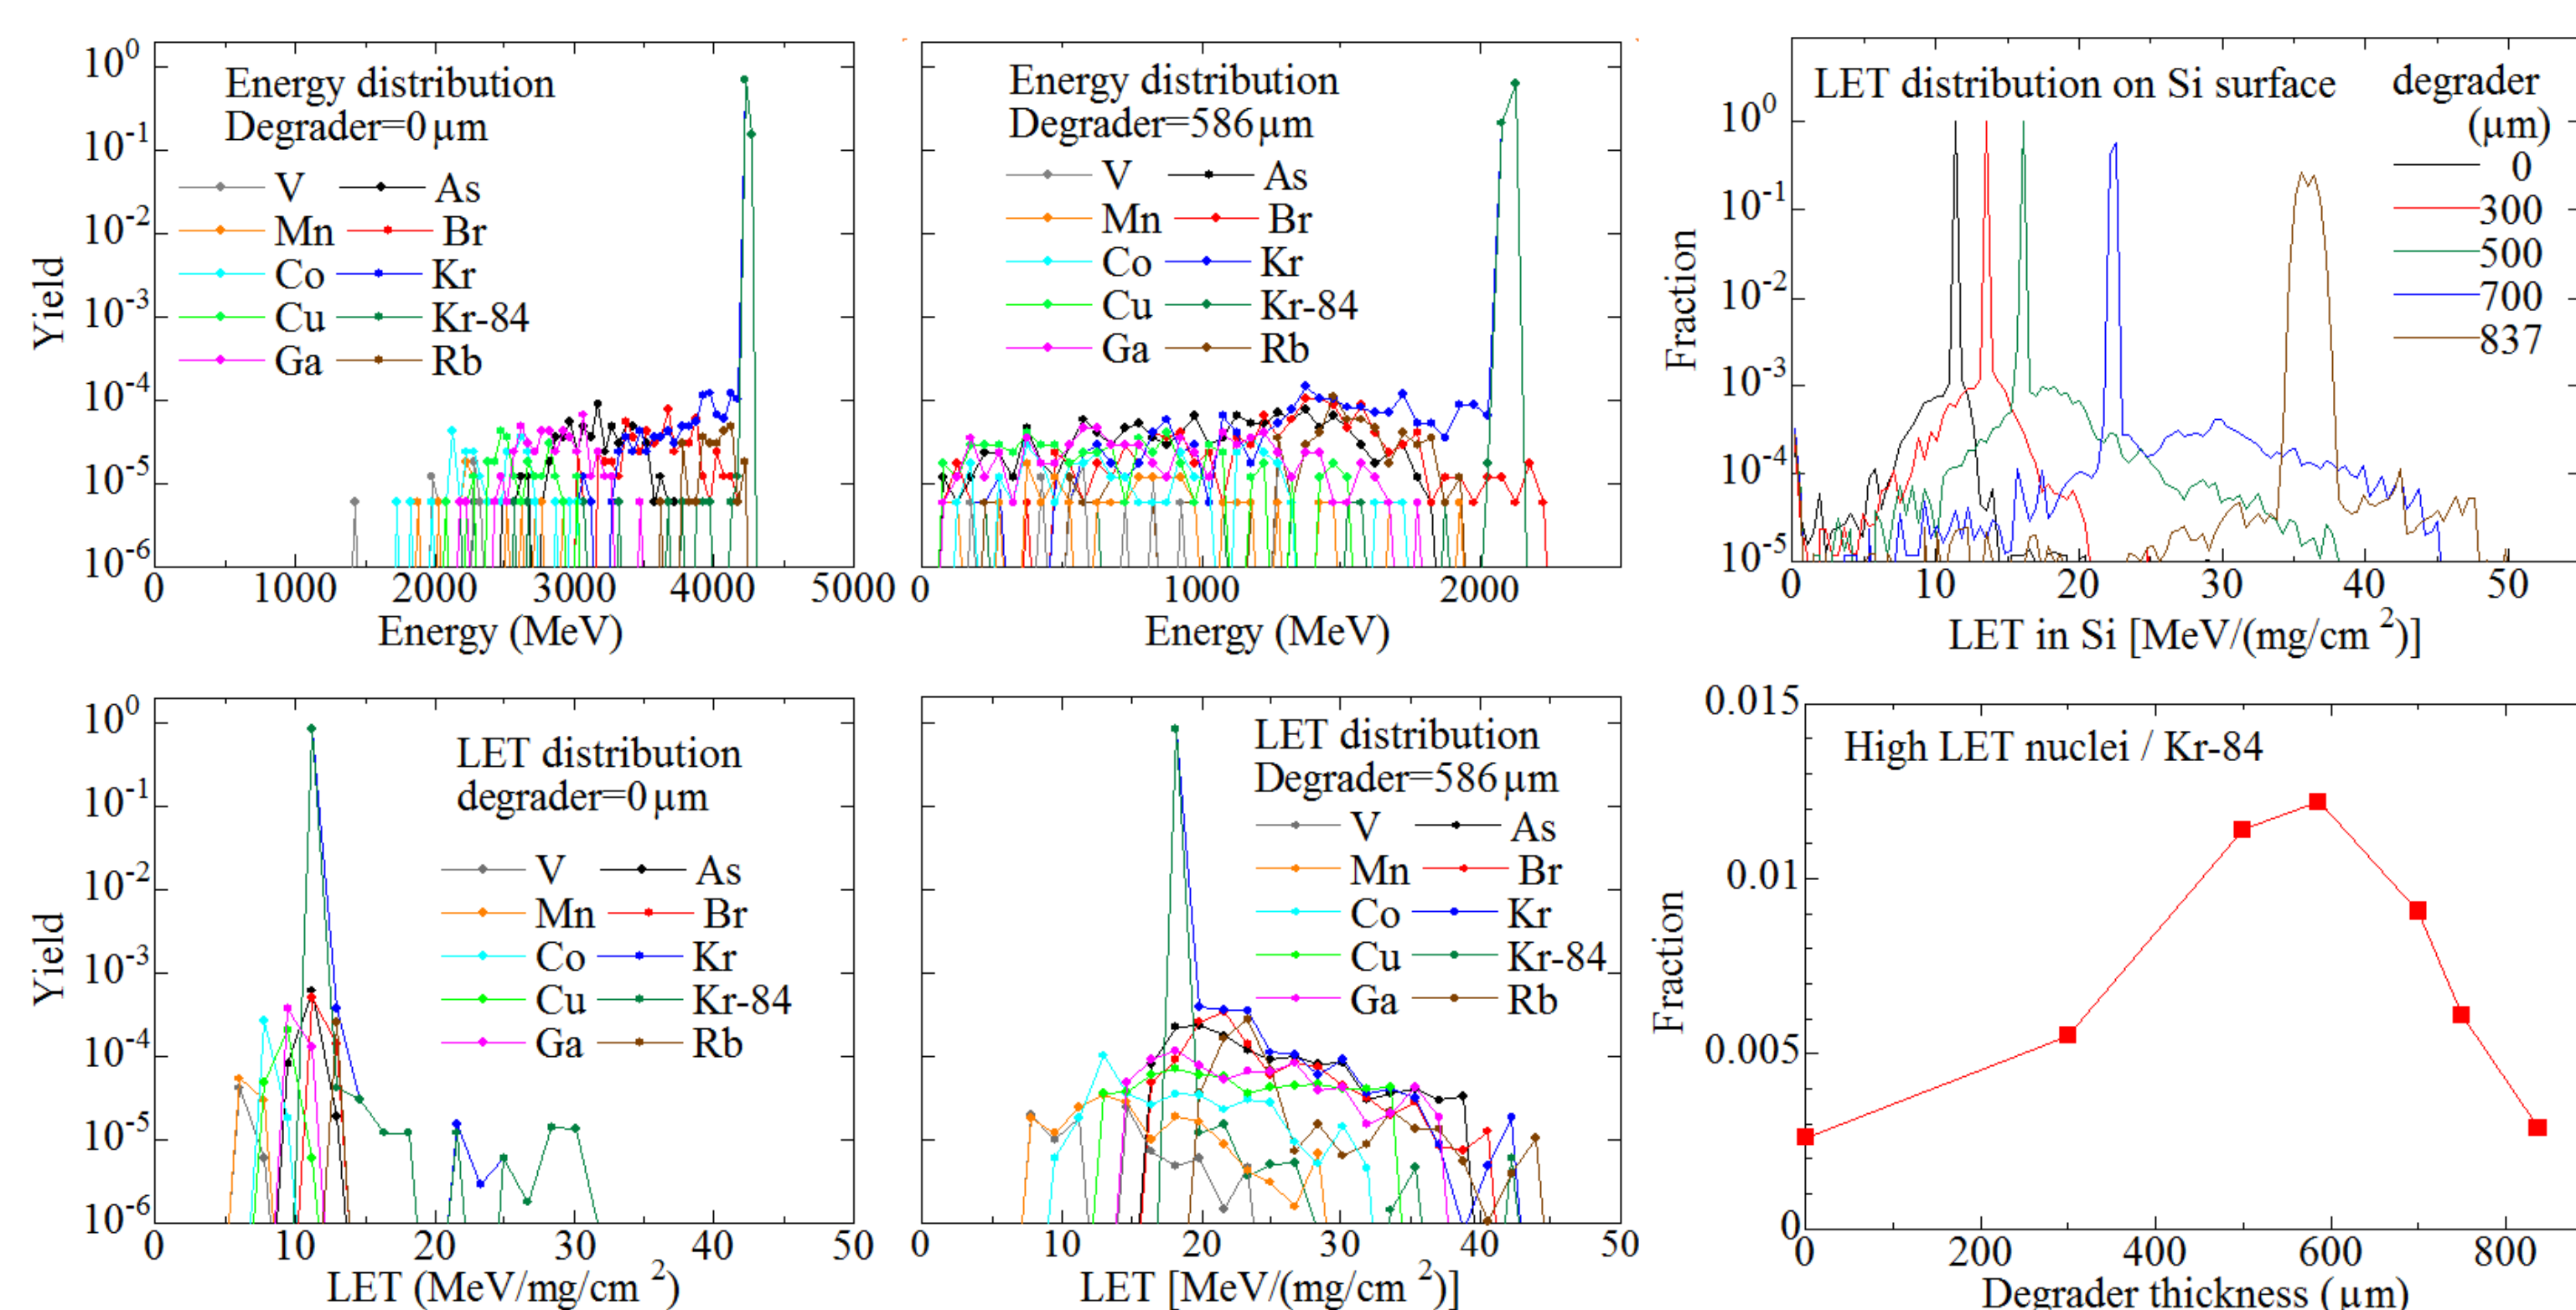 Energy distribution
Degrader=0 µm
V As
Mn Br
Co Kr
Cu Kr-84
Ga Rb
Yield
10^0
10^-1
10^-2
10^-3
10^-4
10^-5
10^-6
0 1000 2000 3000 4000 5000
Energy (MeV)
Energy distribution
Degrader=586 µm
V As
Mn Br
Co Kr
Cu Kr-84
Ga Rb
0 1000 2000
Energy (MeV)
LET distribution on Si surface
degrader
(µm)
0
300
500
700
837
Fraction
10^0
10^-1
10^-2
10^-3
10^-4
10^-5
0 10 20 30 40 50
LET in Si [MeV/(mg/cm^2)]
LET distribution
degrader=0 µm
V As
Mn Br
Co Kr
Cu Kr-84
Ga Rb
Yield
10^0
10^-1
10^-2
10^-3
10^-4
10^-5
10^-6
0 10 20 30 40 50
LET (MeV/mg/cm^2)
LET distribution
Degrader=586 µm
V As
Mn Br
Co Kr
Cu Kr-84
Ga Rb
0 10 20 30 40 50
LET [MeV/(mg/cm^2)]
High LET nuclei / Kr-84
Fraction
0.015
0.01
0.005
0
0 200 400 600 800
Degrader thickness (µm)